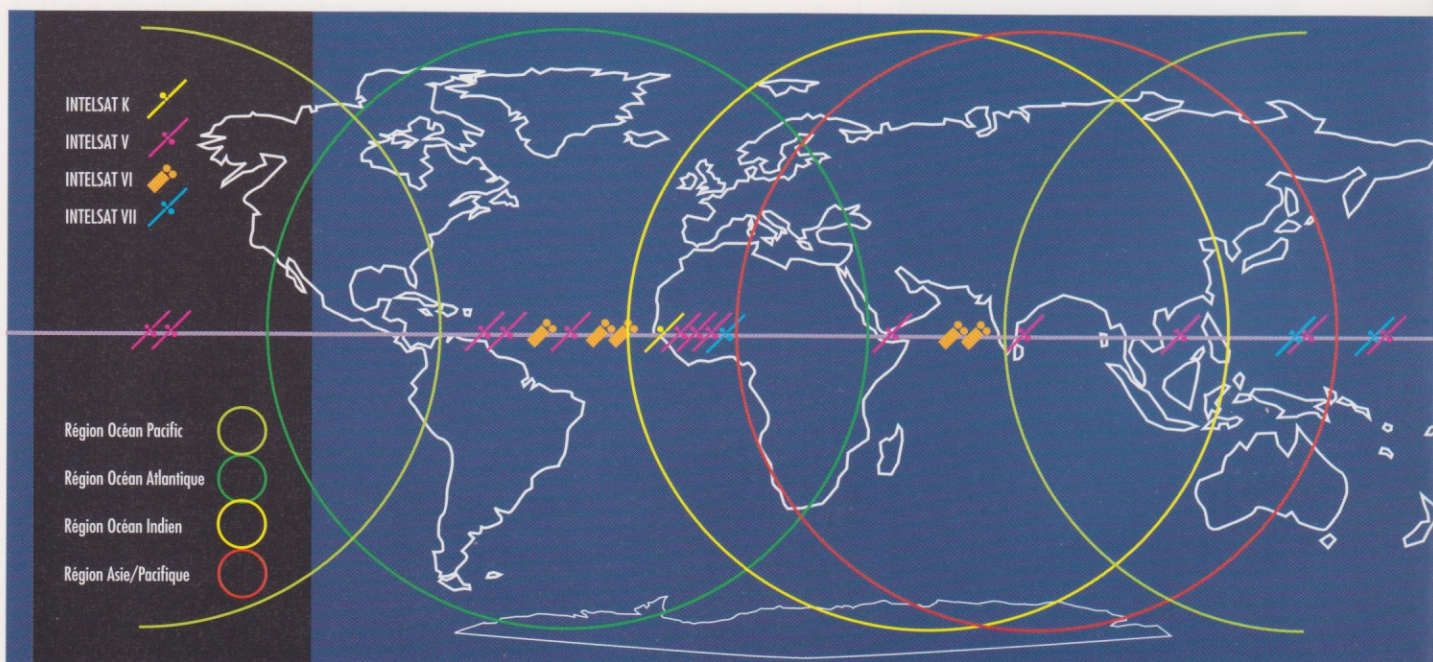 INTELSAT K
INTELSAT V
INTELSAT VI
INTELSAT VII
Région Océan Pacific
Région Océan Atlantique
Région Océan Indien
Région Asie/Pacifique